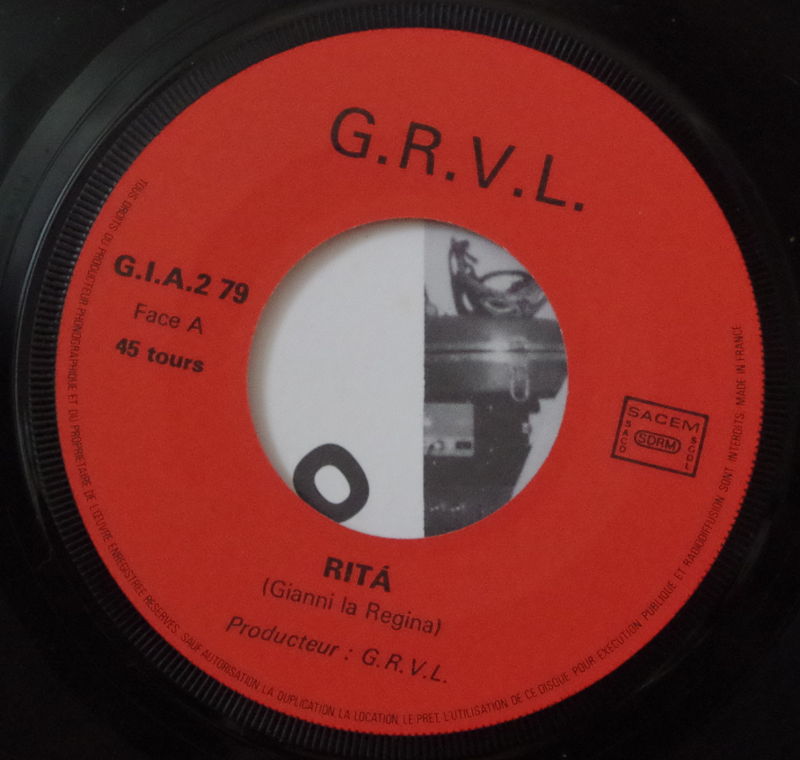 G.R.V.L.
G.I.A.2 79
Face A
45 tours
SACEM
SACD
SDRM
SGDL
O
RITÁ
(Gianni la Regina)
Producteur : G.R.V.L.
TOUS DROITS DU PRODUCTEUR PHONOGRAPHIQUE ET DU PROPRIETAIRE DE L'ŒUVRE ENREGISTREE RESERVES. SAUF AUTORISATION LA DUPLICATION, LA LOCATION, LE PRET, L'UTILISATION DE CE DISQUE POUR EXECUTION PUBLIQUE ET RADIODIFFUSION SONT INTERDITS. MADE IN FRANCE